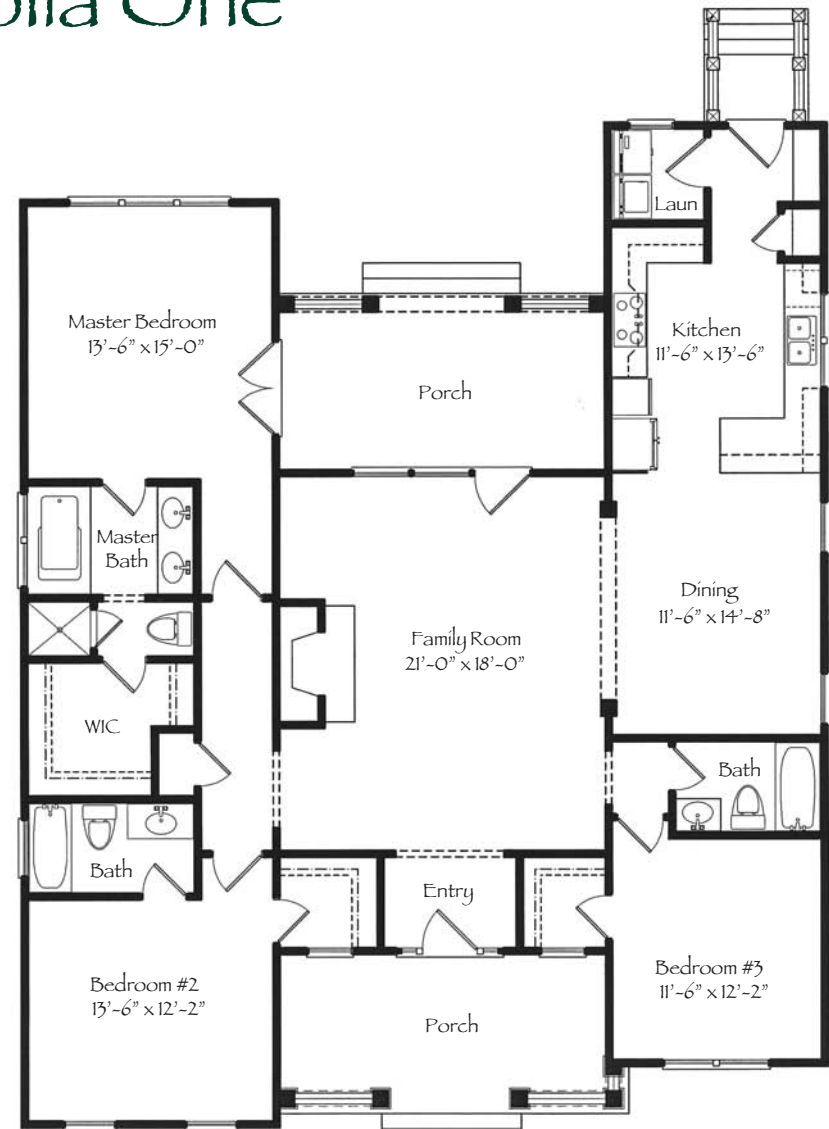 One
Laun
Master Bedroom
13'-6" x 15'-0"
Kitchen
11'-6" x 13'-6"
Porch
Master
Bath
Dining
11'-6" x 14'-8"
Family Room
21'-0" x 18'-0"
WIC
Bath
Bath
Entry
Bedroom #2
13'-6" x 12'-2"
Bedroom #3
11'-6" x 12'-2"
Porch